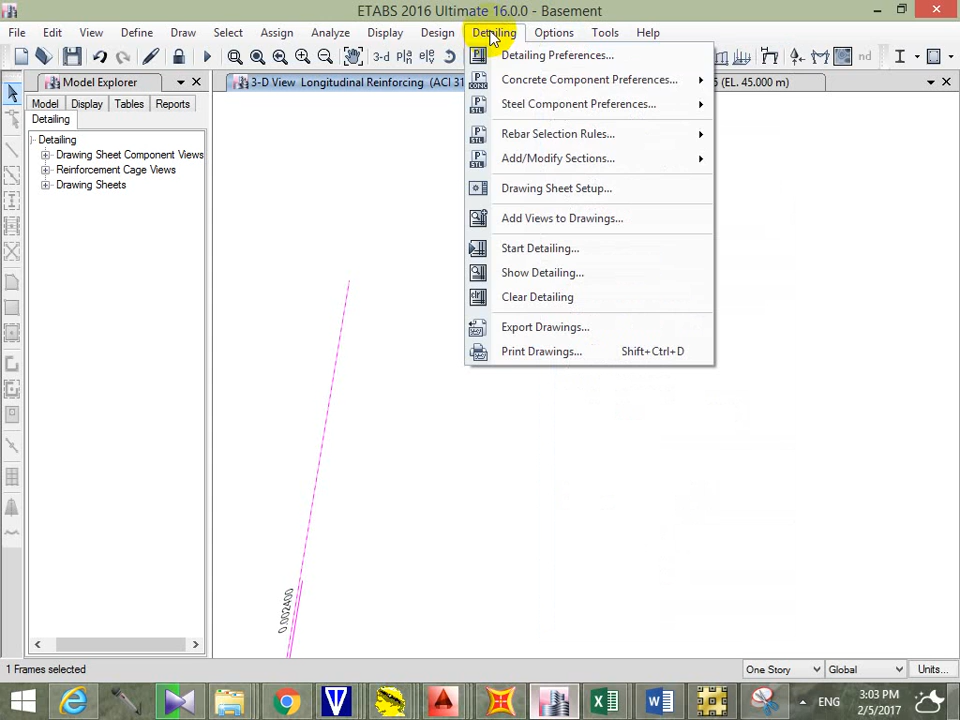 ETABS 2016 Ultimate 16.0.0 - Basement
File Edit View Define Draw Select Assign Analyze Display Design Detailing Options Tools Help
3-d
Model Explorer
3-D View Longitudinal Reinforcing (ACI 31
5 (EL. 45.000 m)
Model Display Tables Reports
Detailing
Detailing
Drawing Sheet Component Views
Reinforcement Cage Views
Drawing Sheets
Detailing Preferences...
Concrete Component Preferences...
Steel Component Preferences...
Rebar Selection Rules...
Add/Modify Sections...
Drawing Sheet Setup...
Add Views to Drawings...
Start Detailing...
Show Detailing...
Clear Detailing
Export Drawings...
Print Drawings... Shift+Ctrl+D
0.002400
1 Frames selected
One Story
Global
Units...
ENG
3:03 PM
2/5/2017